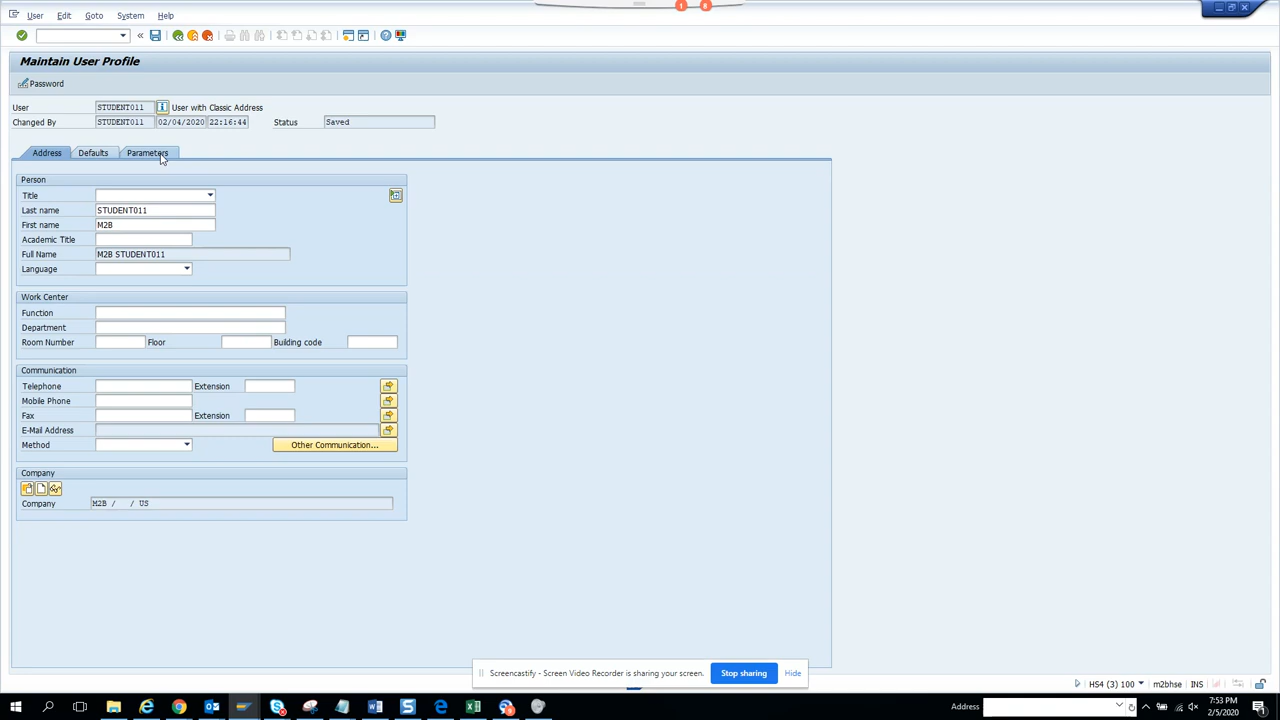 User Edit Goto System Help
1 8
Maintain User Profile
Password
User STUDENT011 User with Classic Address
Changed By STUDENT011 02/04/2020 22:16:44 Status Saved
Address Defaults Parameters
Person
Title
Last name STUDENT011
First name M2B
Academic Title
Full Name M2B STUDENT011
Language
Work Center
Function
Department
Room Number Floor Building code
Communication
Telephone Extension
Mobile Phone
Fax Extension
E-Mail Address
Method Other Communication...
Company
Company M2B / / US
Screencastify - Screen Video Recorder is sharing your screen. Stop sharing Hide
HS4 (3) 100 m2bhse INS
Address 7:53 PM
2/5/2020